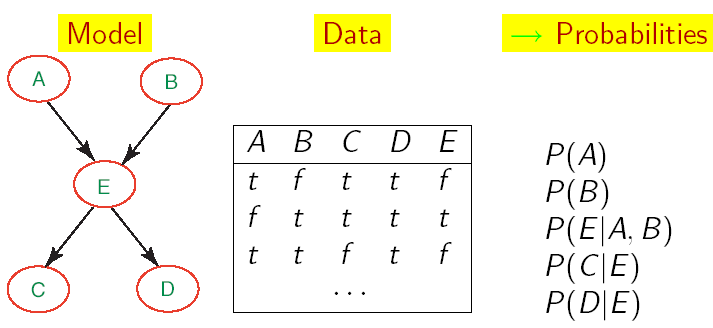 Model
Data
→ Probabilities
A
B
E
C
D
A B C D E
t f t t f
f t t t t
t t f t f
...
P(A)
P(B)
P(E|A, B)
P(C|E)
P(D|E)